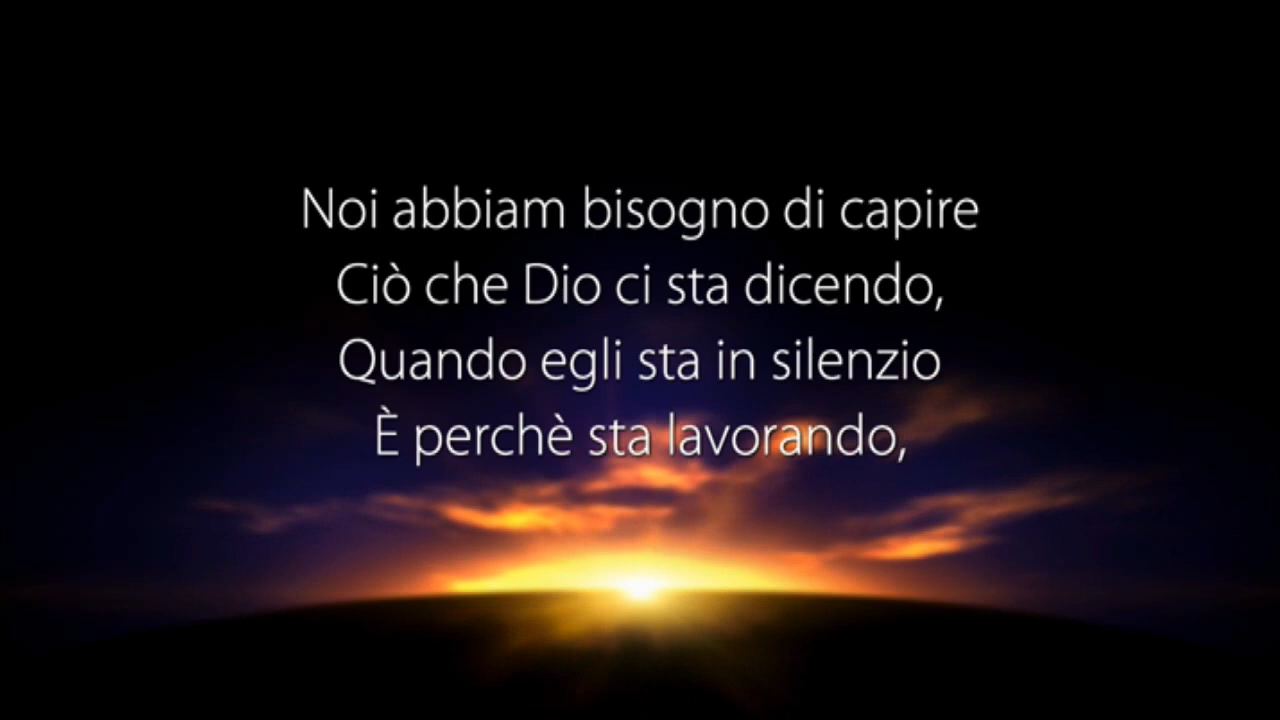 Noi abbiam bisogno di capire
Ciò che Dio ci sta dicendo,
Quando egli sta in silenzio
È perchè sta lavorando,